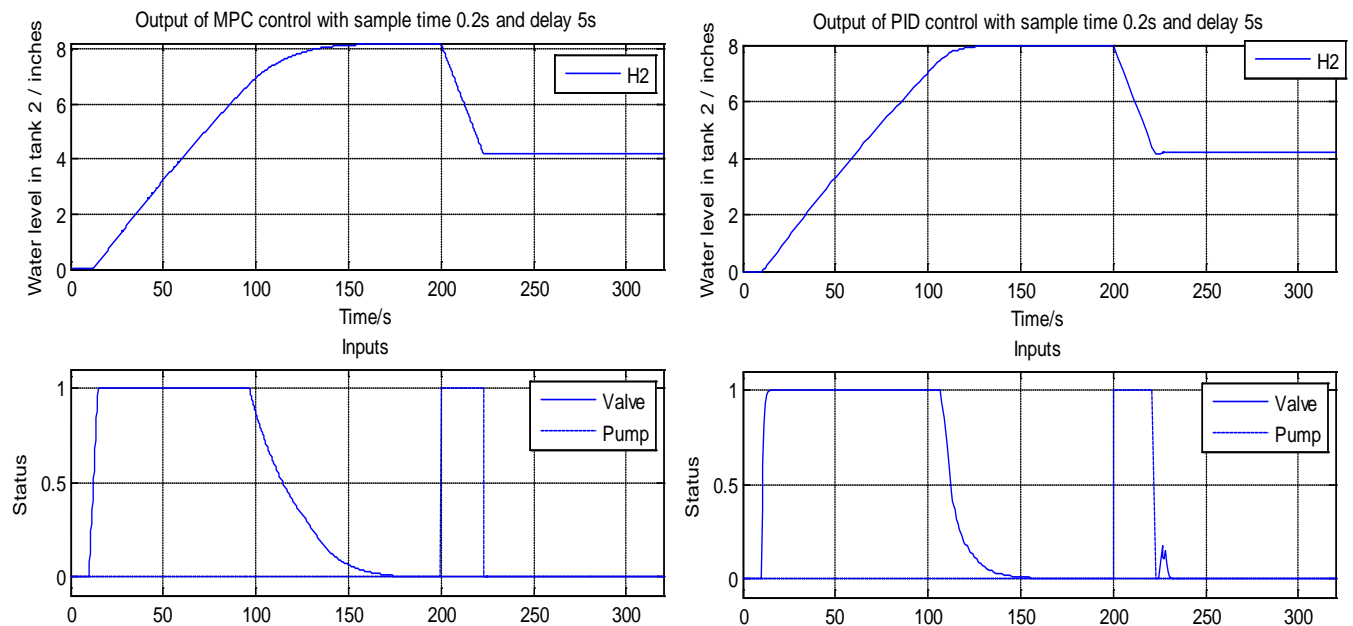 Output of MPC control with sample time 0.2s and delay 5s
Water level in tank 2 / inches
8
6
4
2
0
H2
0 50 100 150 200 250 300
Time/s
Inputs
Status
1
0.5
0
Valve
Pump
0 50 100 150 200 250 300
Output of PID control with sample time 0.2s and delay 5s
Water level in tank 2 / inches
8
6
4
2
0
H2
0 50 100 150 200 250 300
Time/s
Inputs
Status
1
0.5
0
Valve
Pump
0 50 100 150 200 250 300